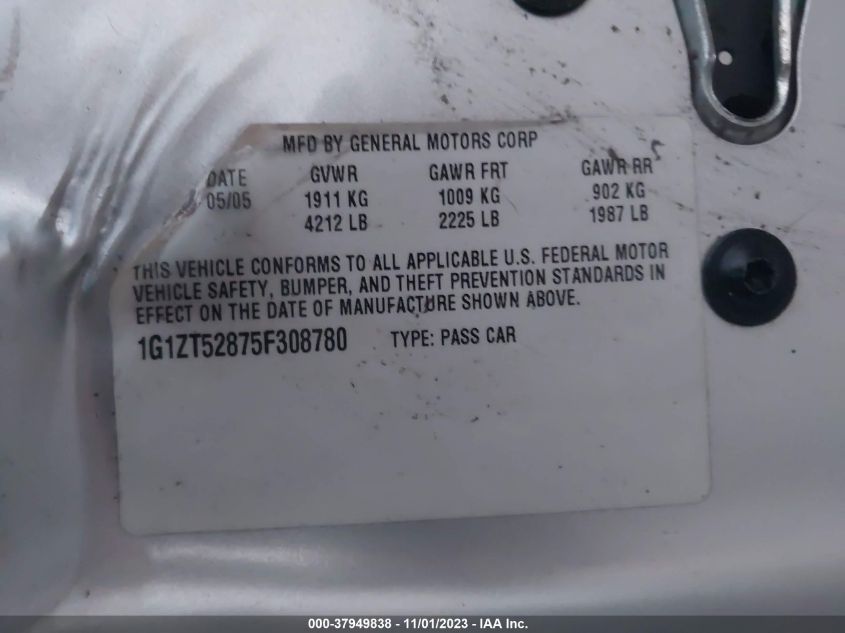 MFD BY GENERAL MOTORS CORP
DATE GVWR GAWR FRT GAWR RR
05/05 1911 KG 1009 KG 902 KG
4212 LB 2225 LB 1987 LB
THIS VEHICLE CONFORMS TO ALL APPLICABLE U.S. FEDERAL MOTOR
VEHICLE SAFETY, BUMPER, AND THEFT PREVENTION STANDARDS IN
EFFECT ON THE DATE OF MANUFACTURE SHOWN ABOVE.
1G1ZT52875F308780 TYPE: PASS CAR
000-37949838 - 11/01/2023 - IAA Inc.